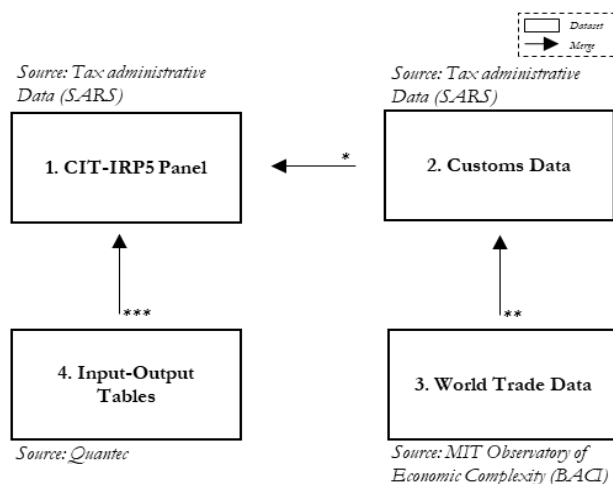 Dataset
Merge
Source: Tax administrative
Data (SARS)
Source: Tax administrative
Data (SARS)
1. CIT-IRP5 Panel
*
2. Customs Data
***
**
4. Input-Output
Tables
3. World Trade Data
Source: Quantec
Source: MIT Observatory of
Economic Complexity (BACI)